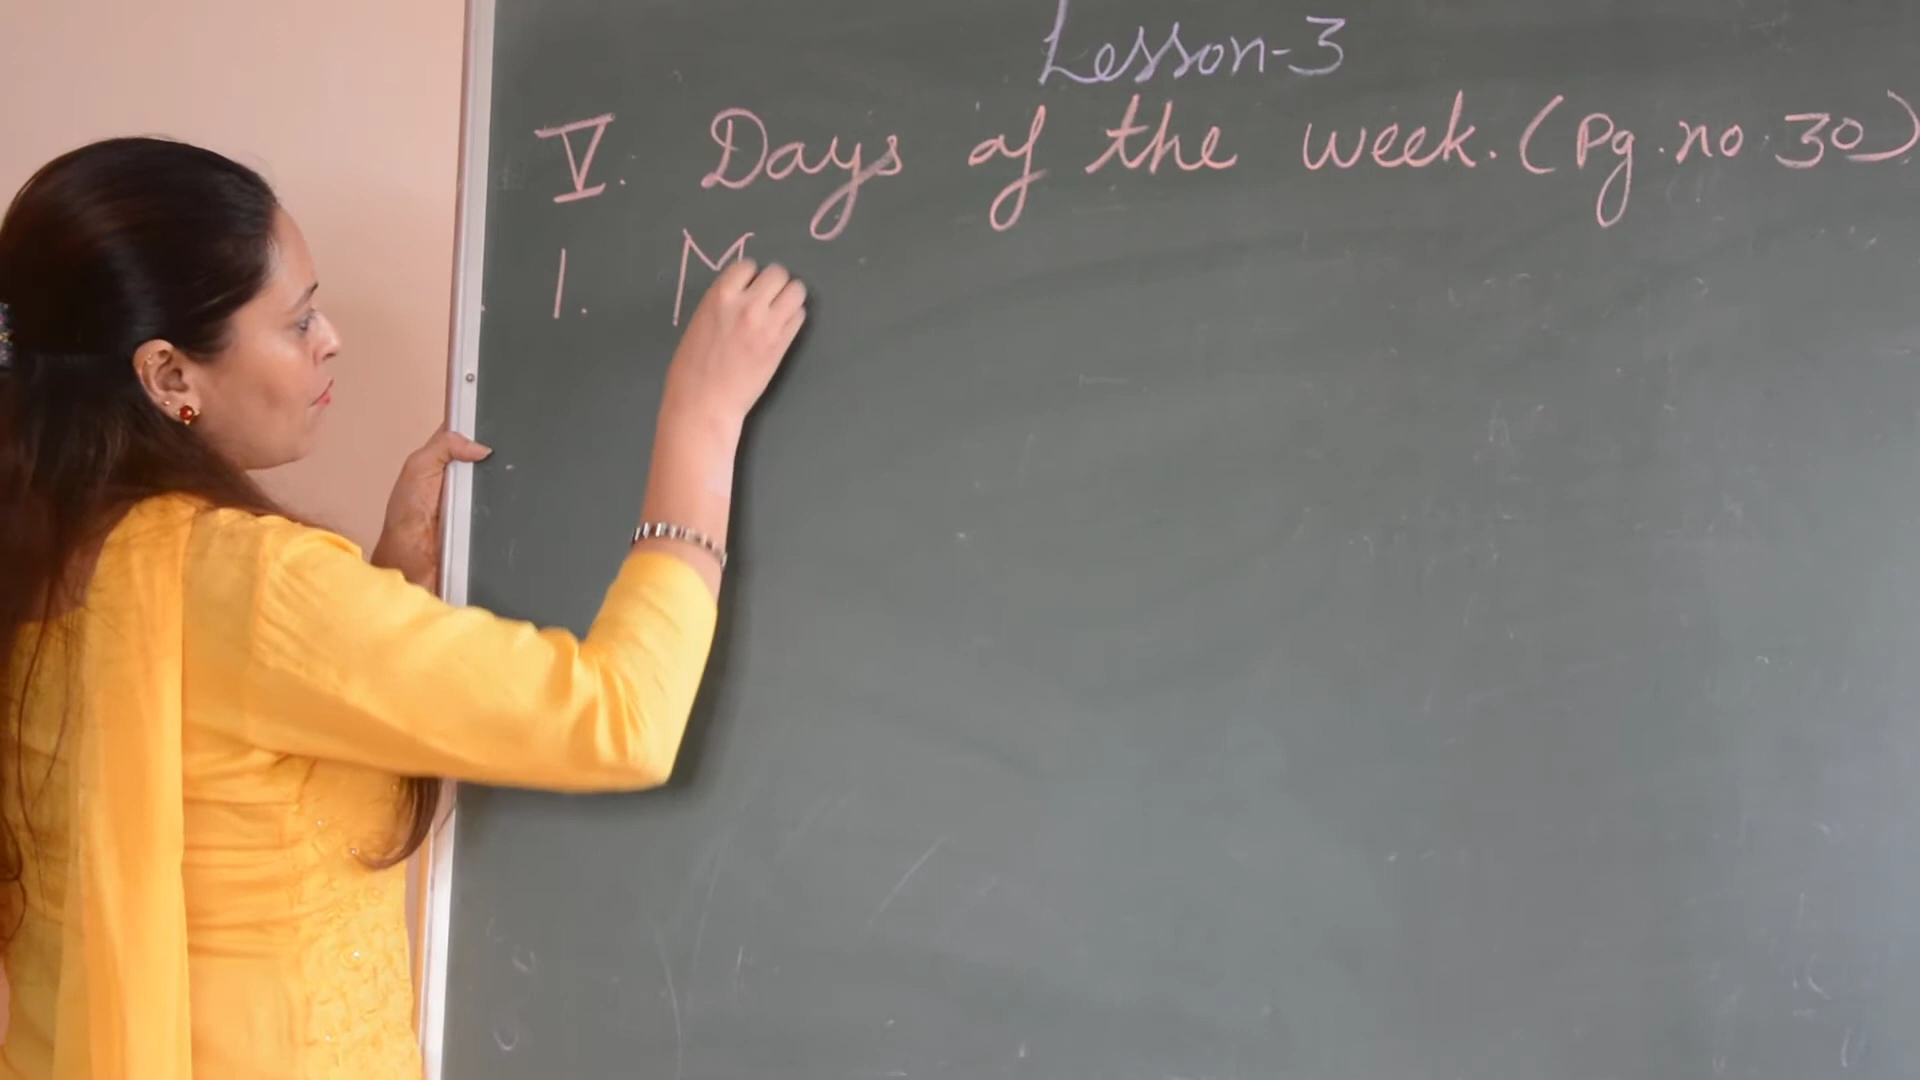 Lesson-3
V. Days of the week. (Pg. no. 30)
1. M